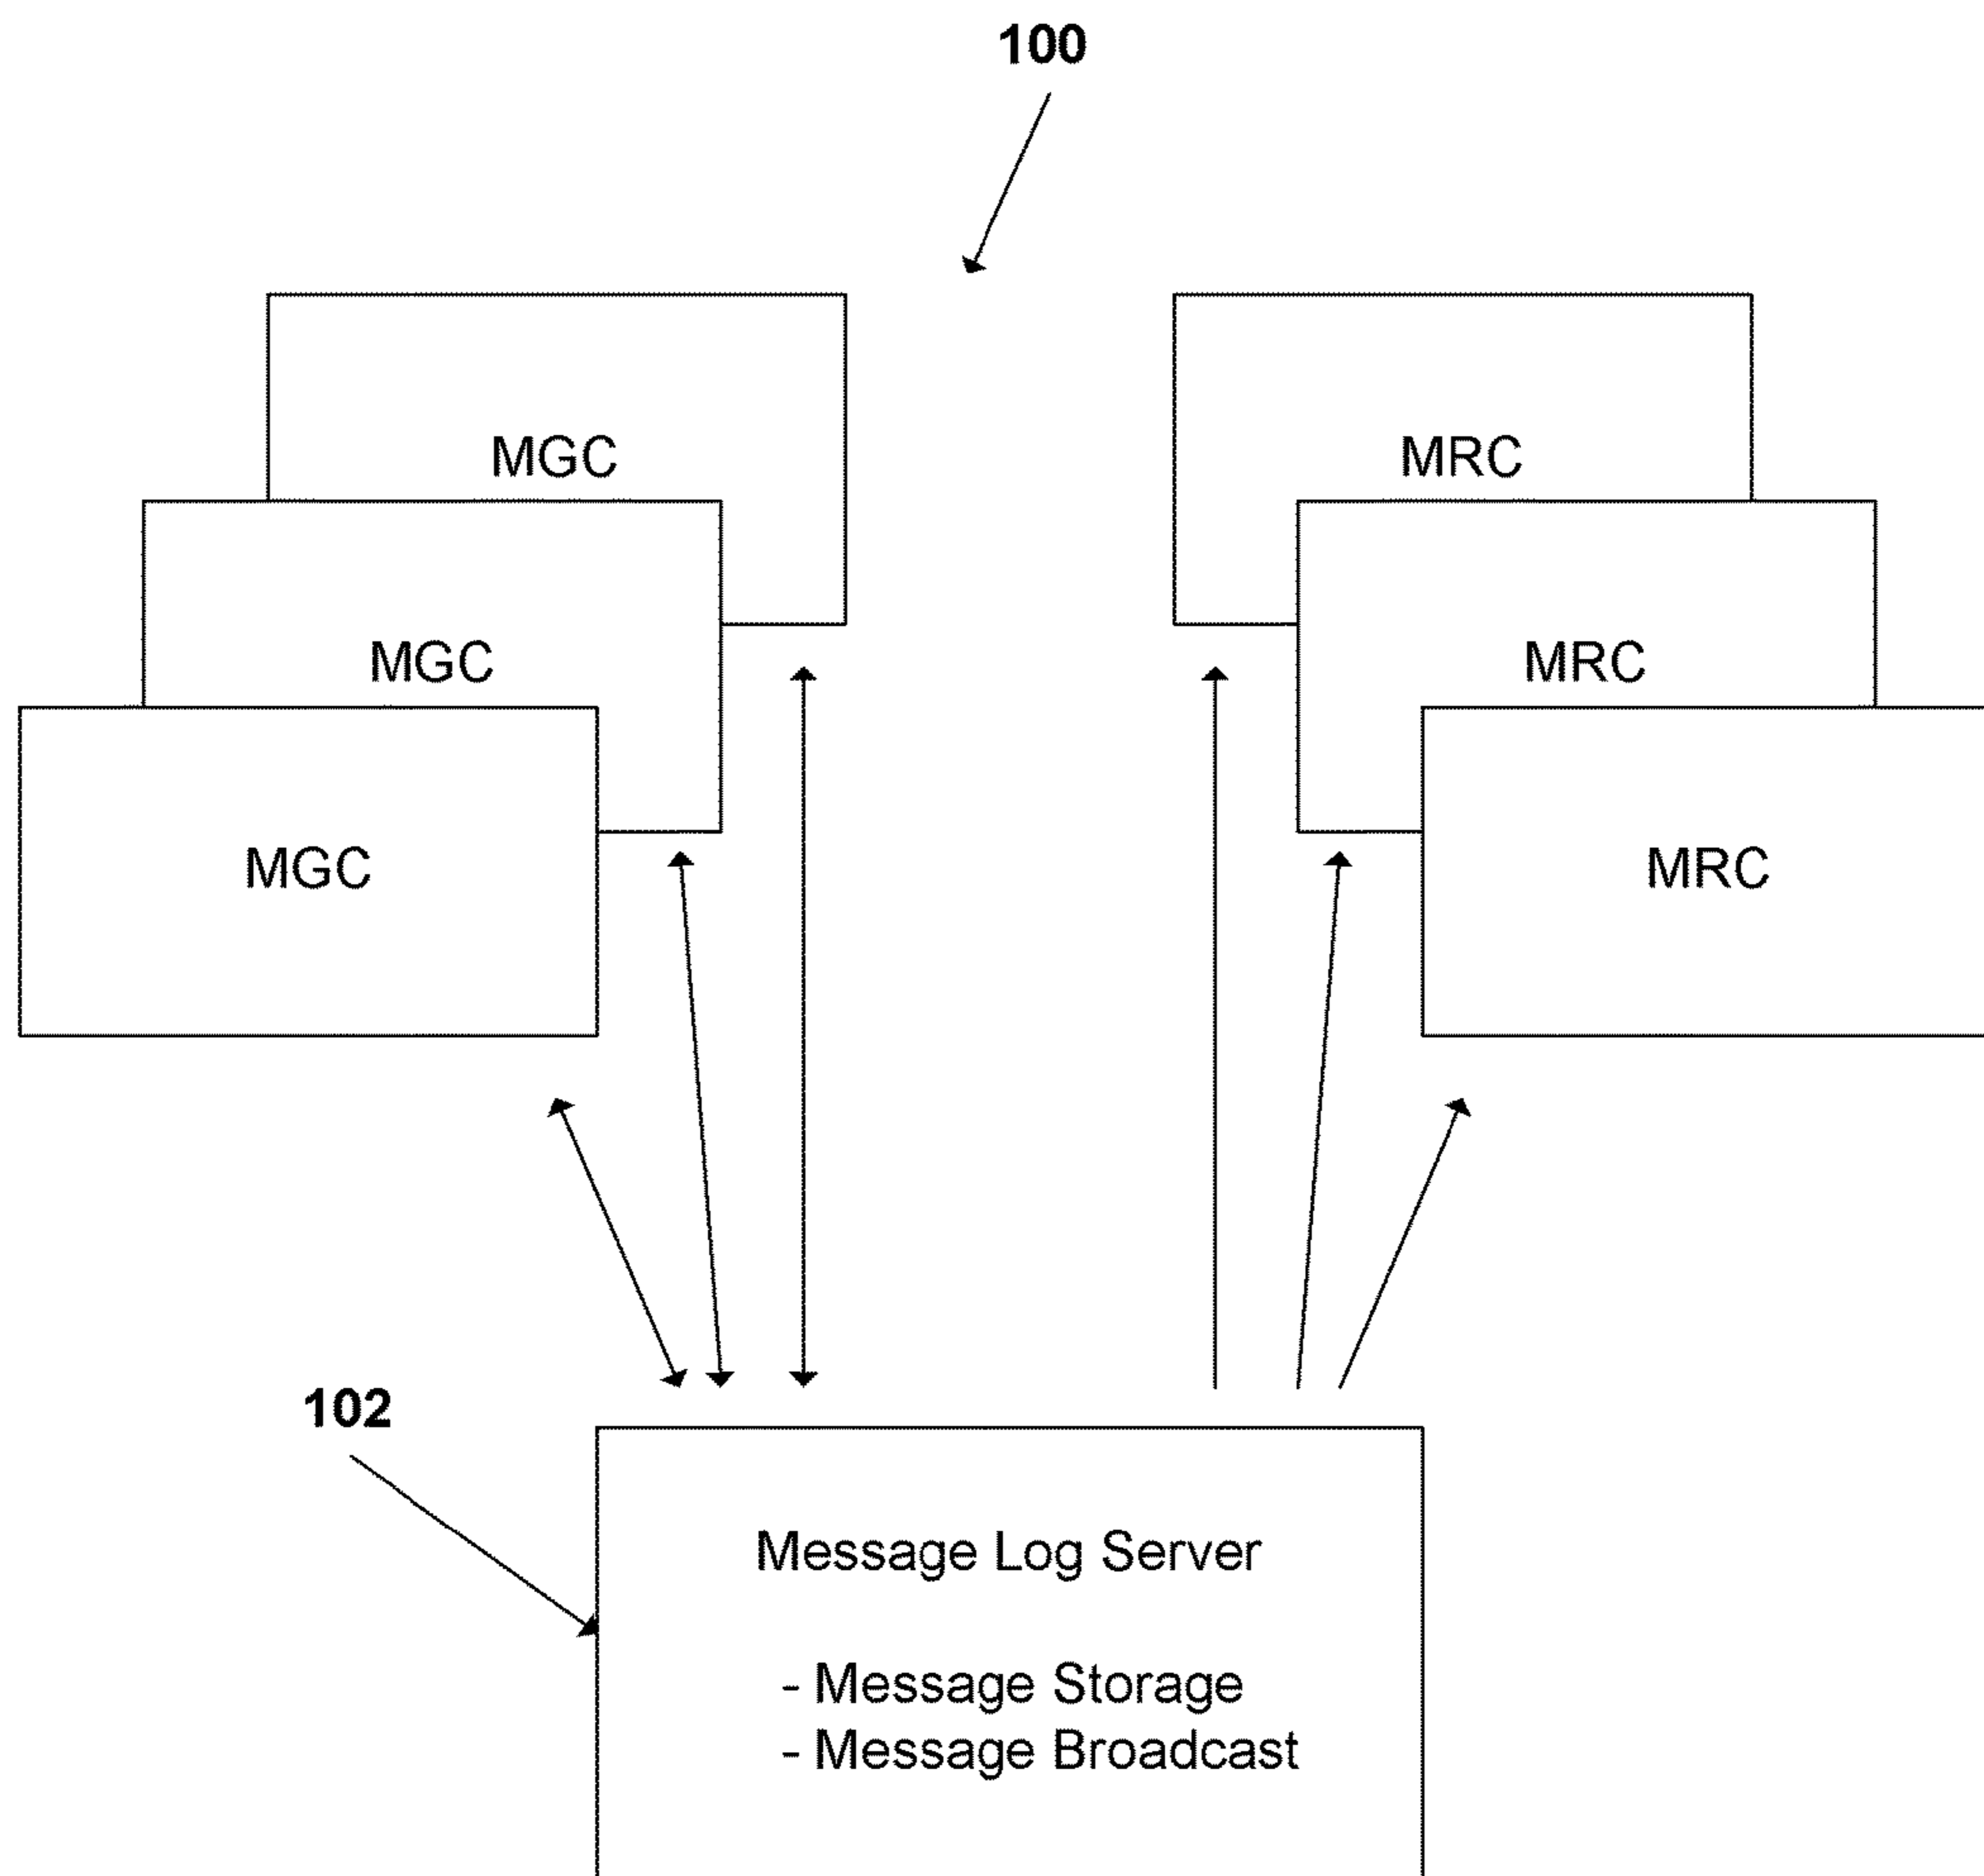 100
MGC
MRC
MGC
MRC
MGC
MRC
102
Message Log Server
- Message Storage
- Message Broadcast